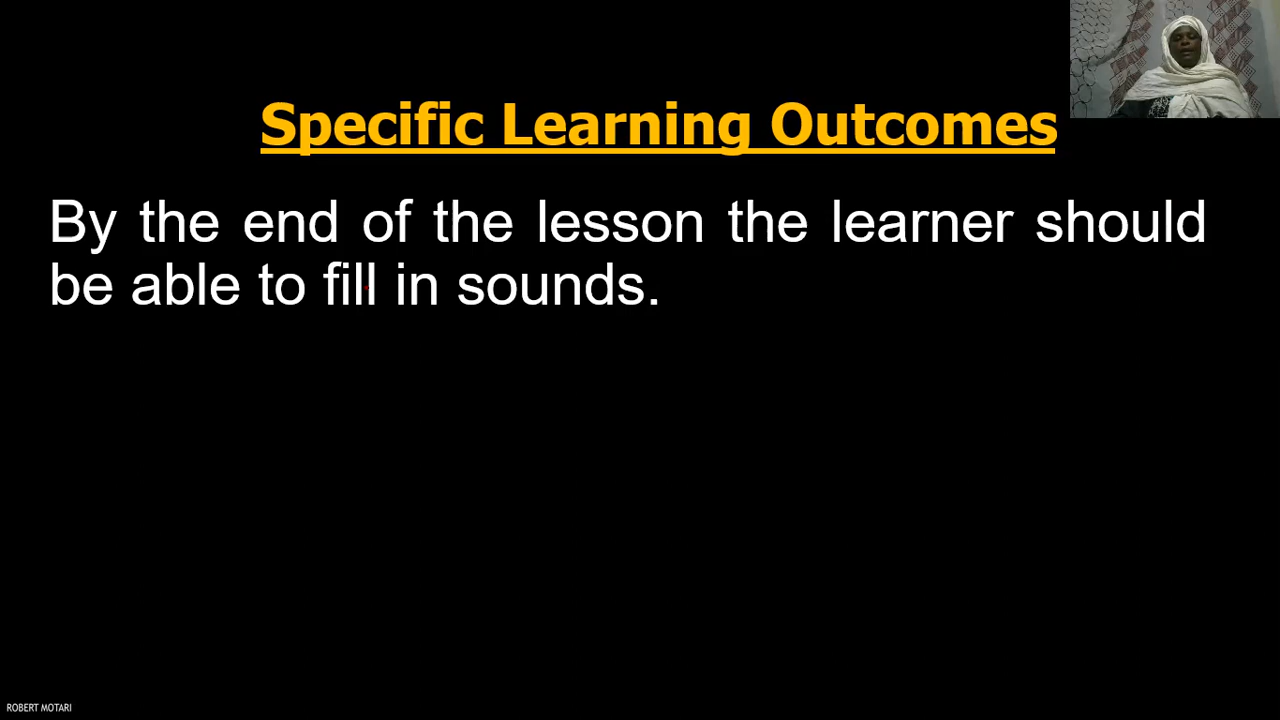 Specific Learning Outcomes
By the end of the lesson the learner should
be able to fill in sounds.
ROBERT MOTARI